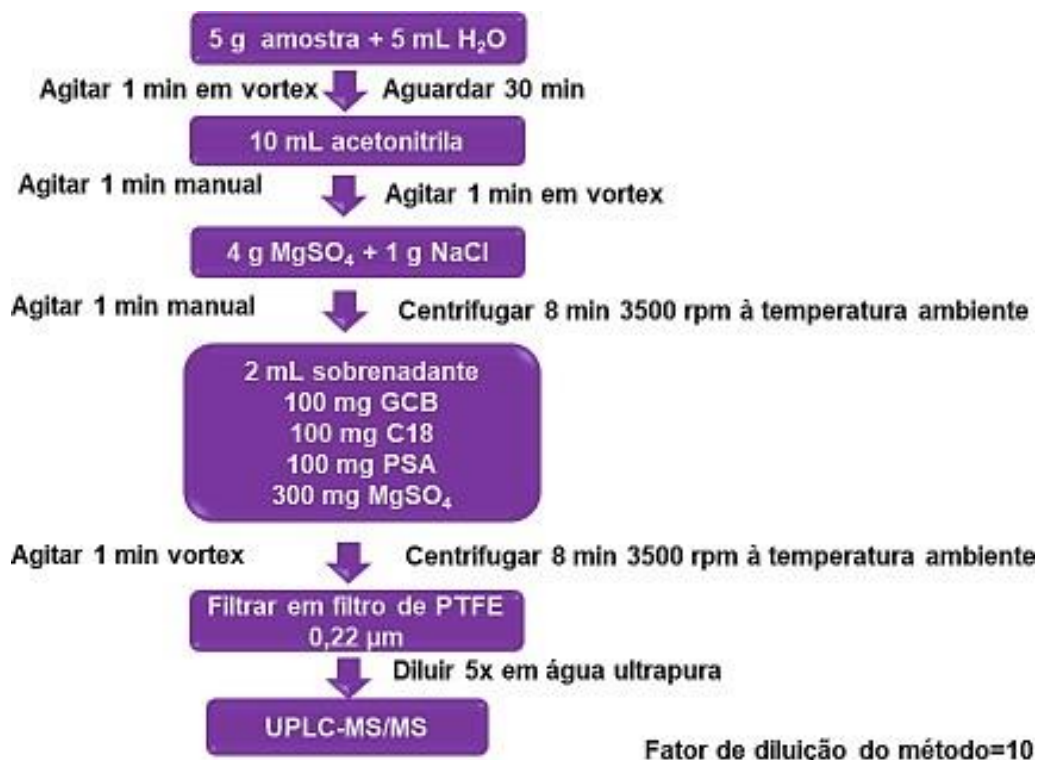 5 g amostra + 5 mL H₂O
Agitar 1 min em vortex
Aguardar 30 min
10 mL acetonitrila
Agitar 1 min manual
Agitar 1 min em vortex
4 g MgSO₄ + 1 g NaCl
Agitar 1 min manual
Centrifugar 8 min 3500 rpm à temperatura ambiente
2 mL sobrenadante
100 mg GCB
100 mg C18
100 mg PSA
300 mg MgSO₄
Agitar 1 min vortex
Centrifugar 8 min 3500 rpm à temperatura ambiente
Filtrar em filtro de PTFE
0,22 µm
Diluir 5x em água ultrapura
UPLC-MS/MS
Fator de diluição do método=10